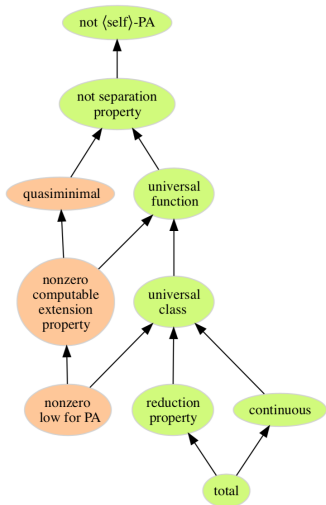 not ⟨self⟩-PA
not separation
property
quasiminimal
universal
function
nonzero
computable
extension
property
universal
class
nonzero
low for PA
reduction
property
continuous
total